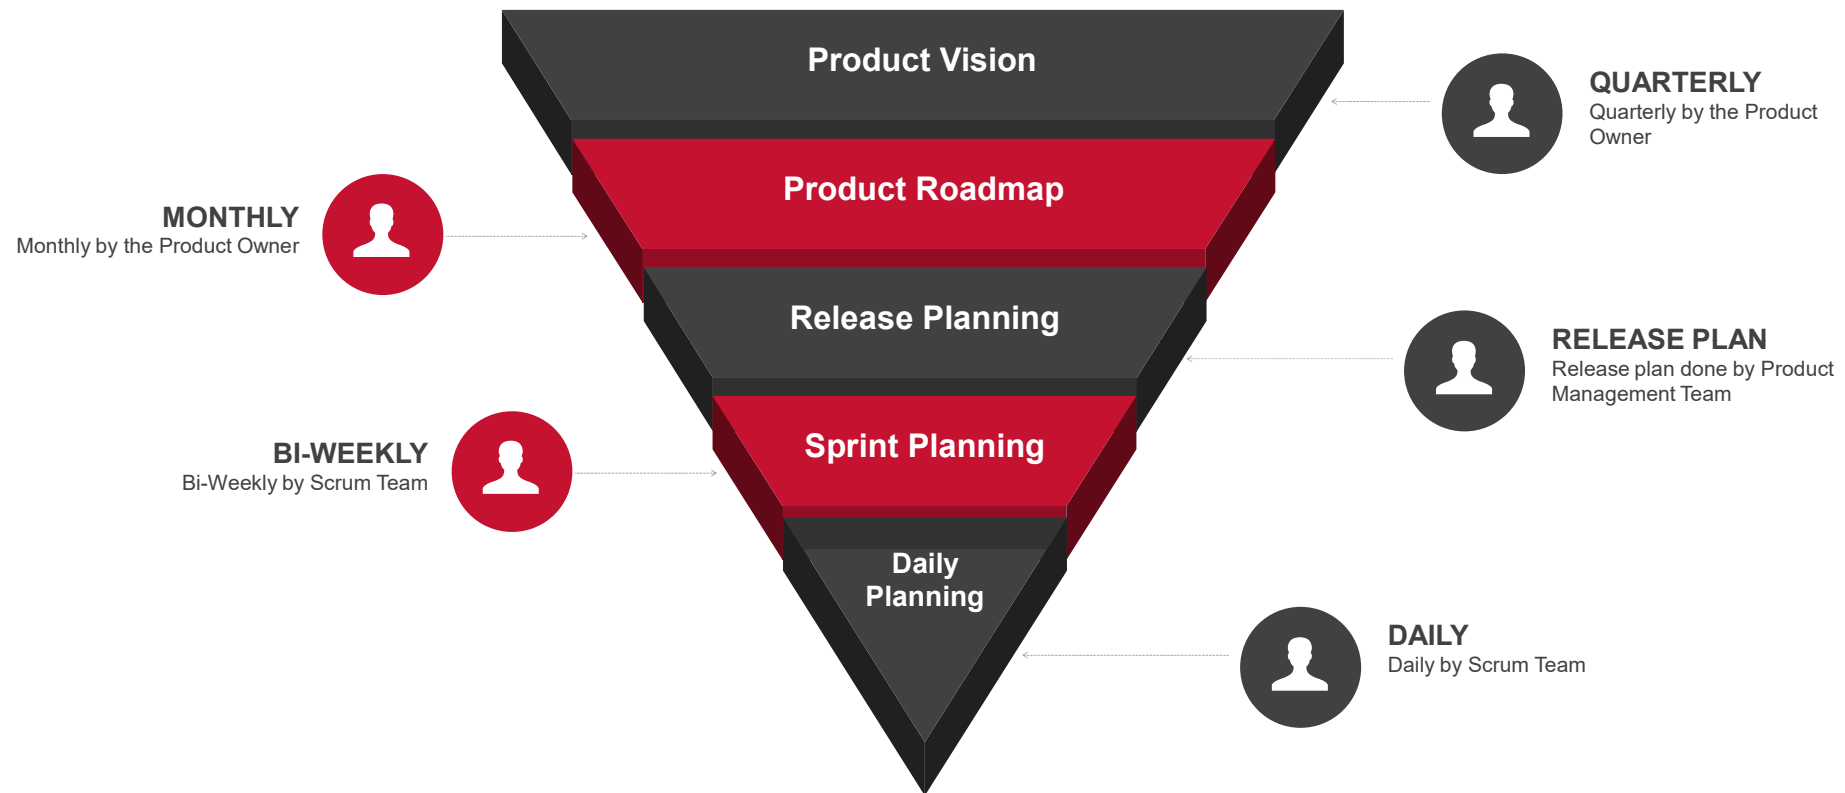 Product Vision
QUARTERLY
Quarterly by the Product
Owner
Product Roadmap
MONTHLY
Monthly by the Product Owner
Release Planning
RELEASE PLAN
Release plan done by Product
Management Team
Sprint Planning
BI-WEEKLY
Bi-Weekly by Scrum Team
Daily
Planning
DAILY
Daily by Scrum Team